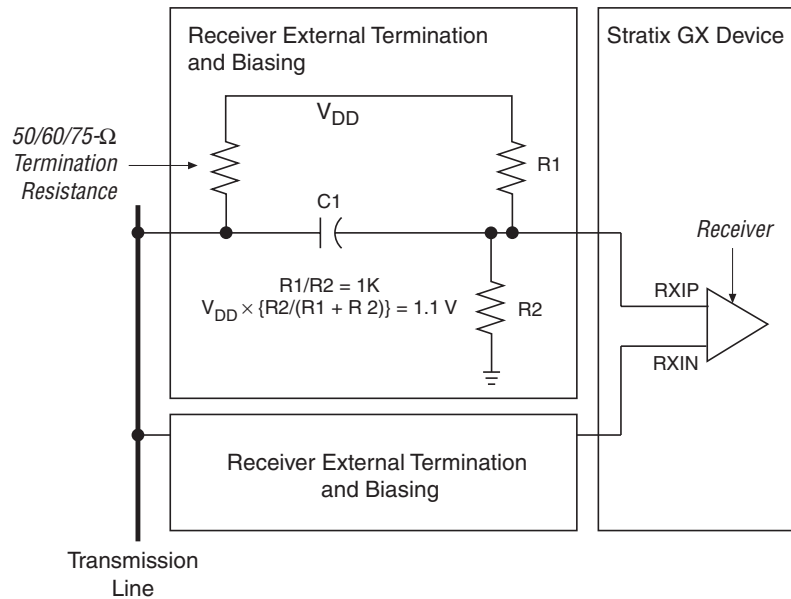 Receiver External Termination
and Biasing
Stratix GX Device
V_DD
50/60/75-Ω
Termination
Resistance
R1
C1
Receiver
R1/R2 = 1K
V_DD × {R2/(R1 + R 2)} = 1.1 V
R2
RXIP
RXIN
Receiver External Termination
and Biasing
Transmission
Line